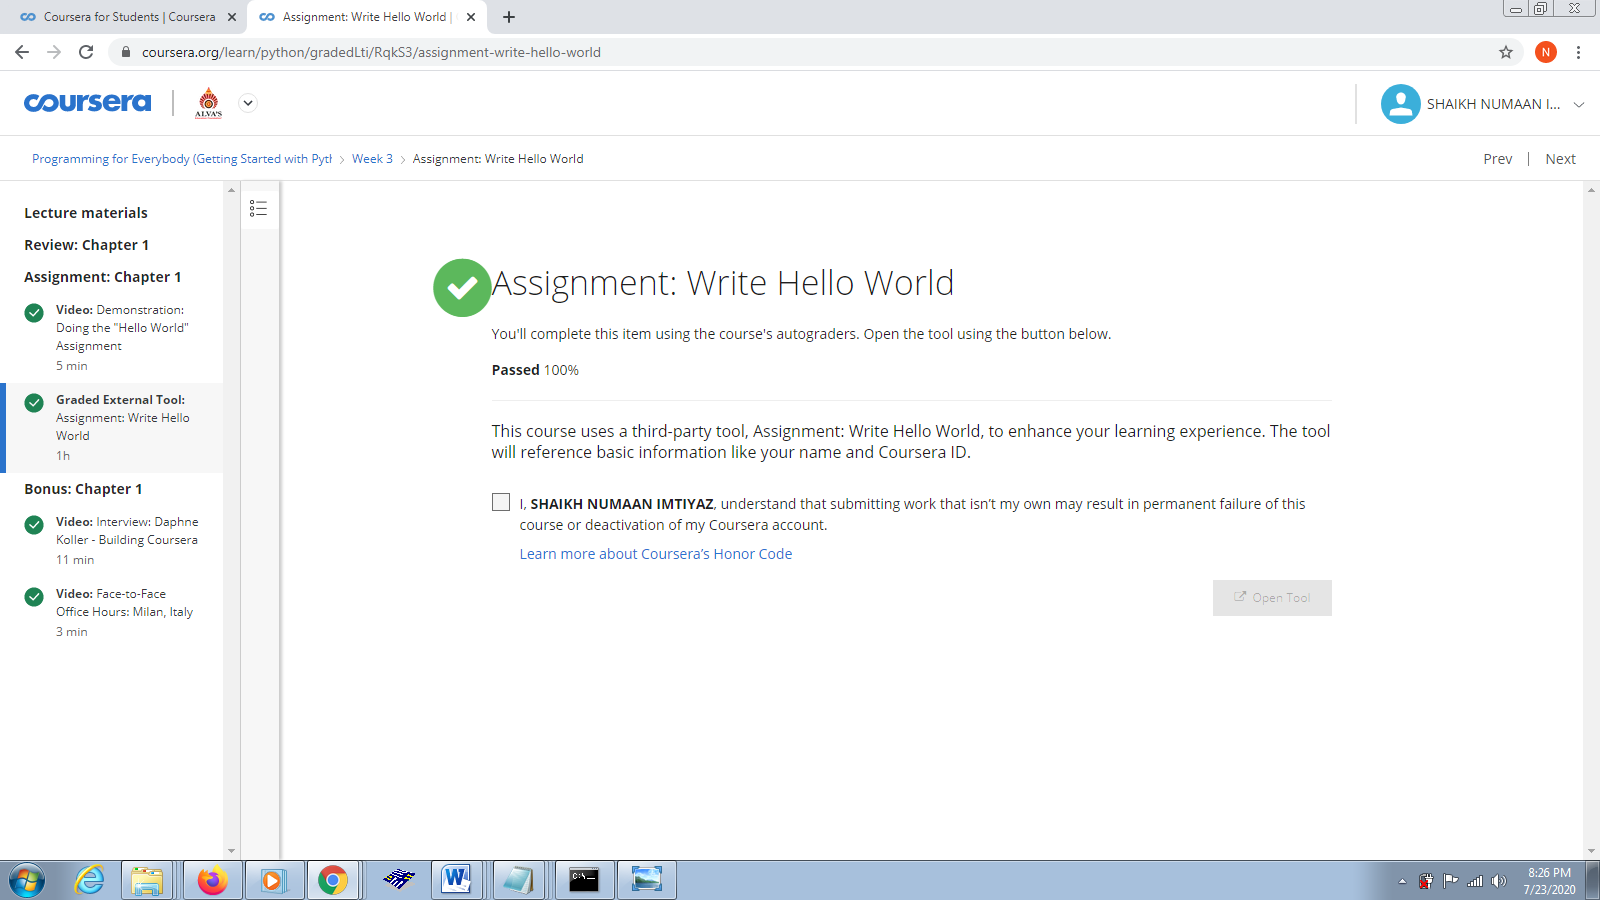 Coursera for Students | Coursera
Assignment: Write Hello World |
coursera.org/learn/python/gradedLti/RqkS3/assignment-write-hello-world
N
coursera
ALVA'S
SHAIKH NUMAAN I...
Programming for Everybody (Getting Started with Pyth
Week 3
Assignment: Write Hello World
Prev | Next
Lecture materials
Review: Chapter 1
Assignment: Chapter 1
Video: Demonstration:
Doing the "Hello World"
Assignment
5 min
Graded External Tool:
Assignment: Write Hello
World
1h
Bonus: Chapter 1
Video: Interview: Daphne
Koller - Building Coursera
11 min
Video: Face-to-Face
Office Hours: Milan, Italy
3 min
Assignment: Write Hello World
You'll complete this item using the course's autograders. Open the tool using the button below.
Passed 100%
This course uses a third-party tool, Assignment: Write Hello World, to enhance your learning experience. The tool
will reference basic information like your name and Coursera ID.
I, SHAIKH NUMAAN IMTIYAZ, understand that submitting work that isn’t my own may result in permanent failure of this
course or deactivation of my Coursera account.
Learn more about Coursera’s Honor Code
Open Tool
8:26 PM
7/23/2020